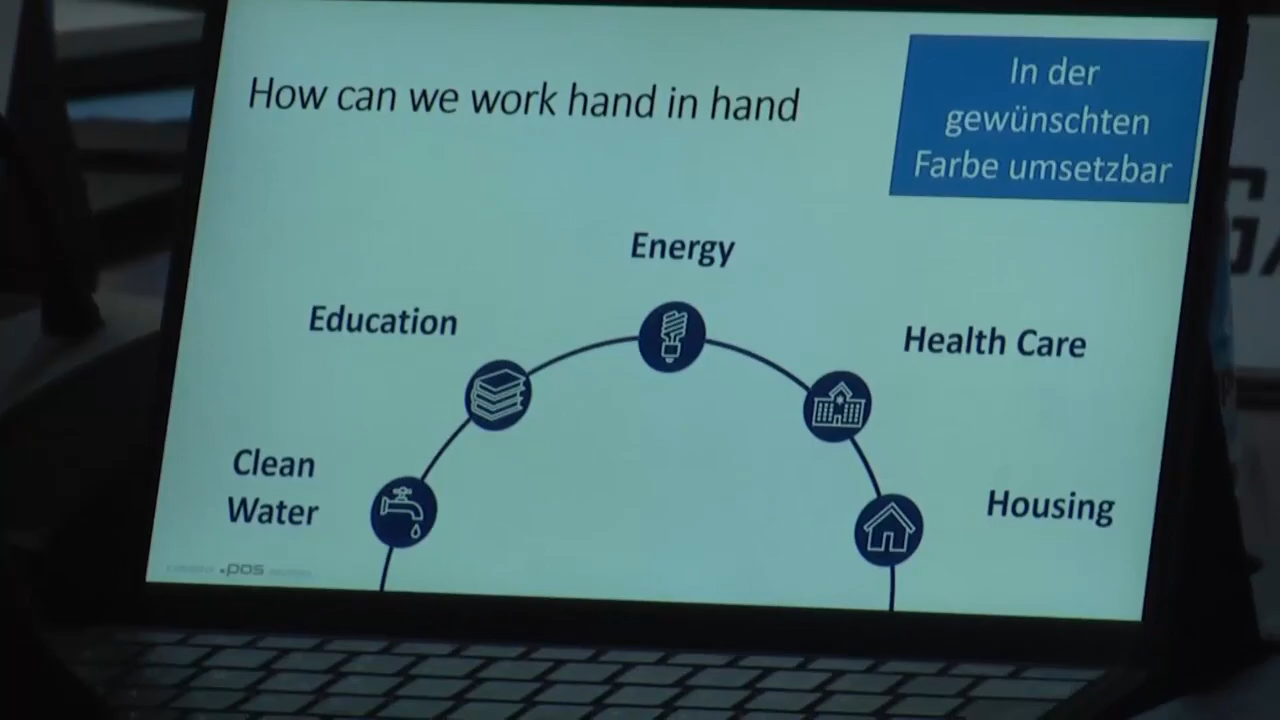 How can we work hand in hand
In der
gewünschten
Farbe umsetzbar
Energy
Education
Health Care
Clean
Water
Housing
.pos